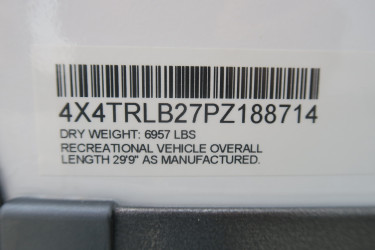 4X4TRLB27PZ188714
DRY WEIGHT: 6957 LBS
RECREATIONAL VEHICLE OVERALL
LENGTH 29'9" AS MANUFACTURED.